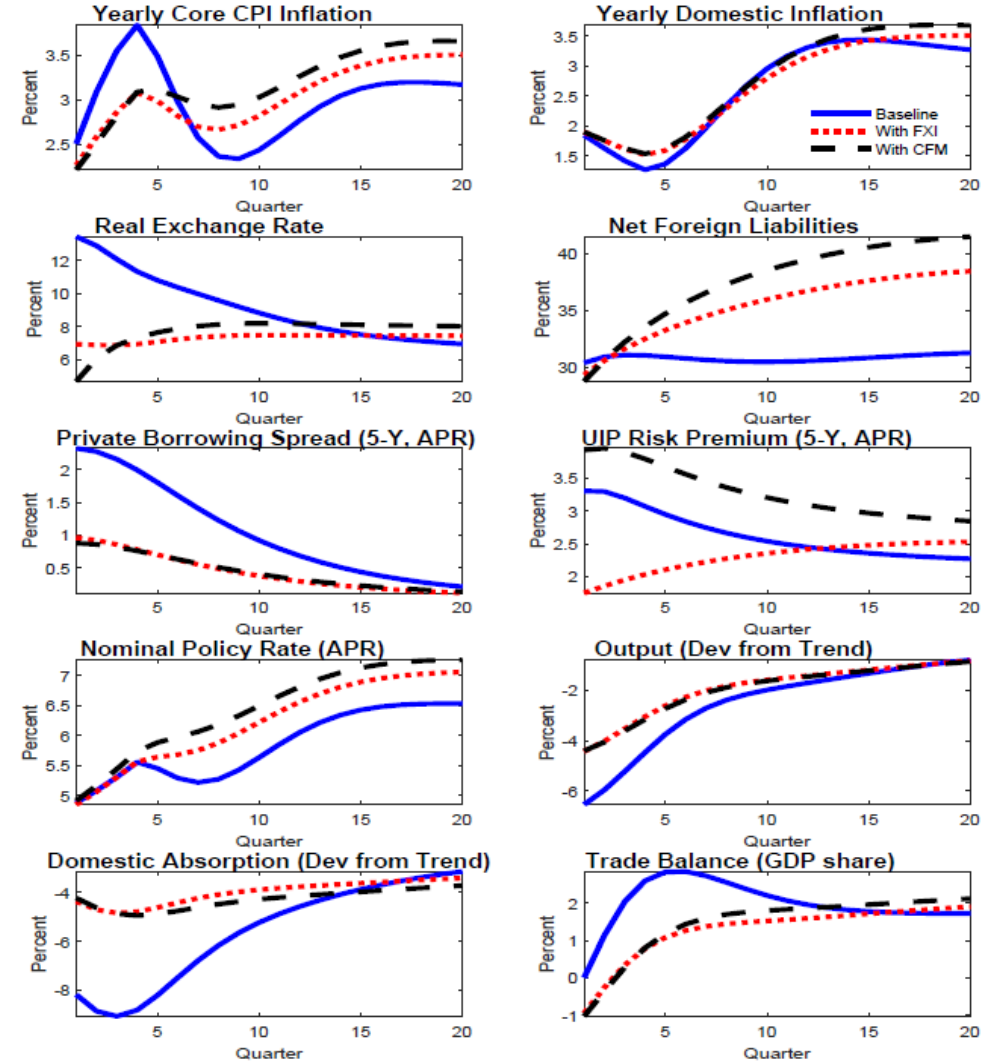 Yearly Core CPI Inflation
Percent
3.5
3
2.5
5 10 15 20
Quarter
Yearly Domestic Inflation
Percent
3.5
3
2.5
2
1.5
Baseline
With FXI
With CFM
5 10 15 20
Quarter
Real Exchange Rate
Percent
12
10
8
6
5 10 15 20
Quarter
Net Foreign Liabilities
Percent
40
35
30
5 10 15 20
Quarter
Private Borrowing Spread (5-Y, APR)
Percent
2
1.5
1
0.5
5 10 15 20
Quarter
UIP Risk Premium (5-Y, APR)
Percent
3.5
3
2.5
2
5 10 15 20
Quarter
Nominal Policy Rate (APR)
Percent
7
6.5
6
5.5
5
5 10 15 20
Quarter
Output (Dev from Trend)
Percent
-2
-4
-6
5 10 15 20
Quarter
Domestic Absorption (Dev from Trend)
Percent
-4
-6
-8
5 10 15 20
Quarter
Trade Balance (GDP share)
Percent
2
1
0
-1
5 10 15 20
Quarter